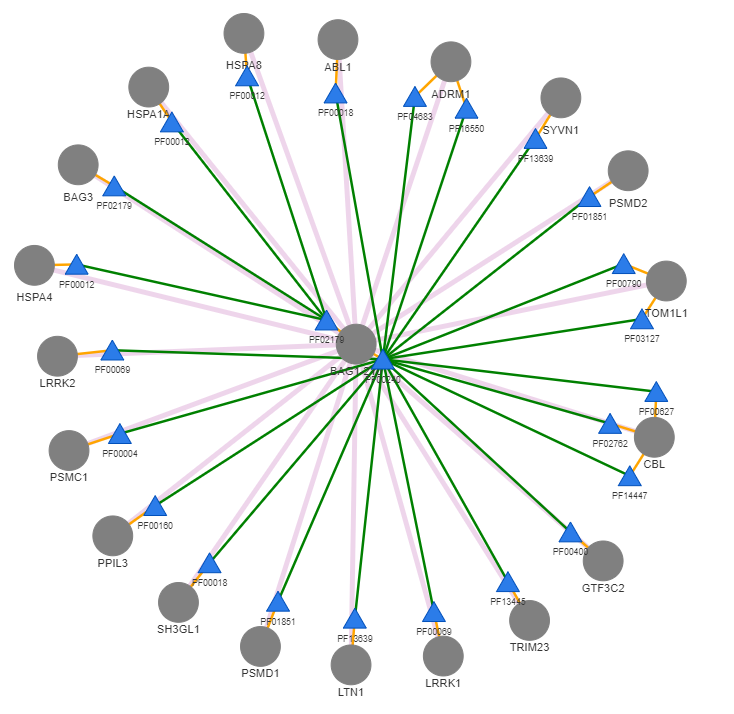 HSPA8
ABL1
ADRM1
PF00012
PF00018
PF04683
PF16550
HSPA1A
SYVN1
PF00012
PF13639
BAG3
PF02179
PSMD2
PF01851
HSPA4
PF00012
PF00790
TOM1L1
PF02179
PF03127
BAG1
PF00240
LRRK2
PF00069
PF00627
PF02762
CBL
PSMC1
PF00004
PF14447
PPIL3
PF00160
PF00400
GTF3C2
SH3GL1
PF00018
PF13445
TRIM23
PSMD1
PF01851
PF13639
PF00069
LTN1
LRRK1